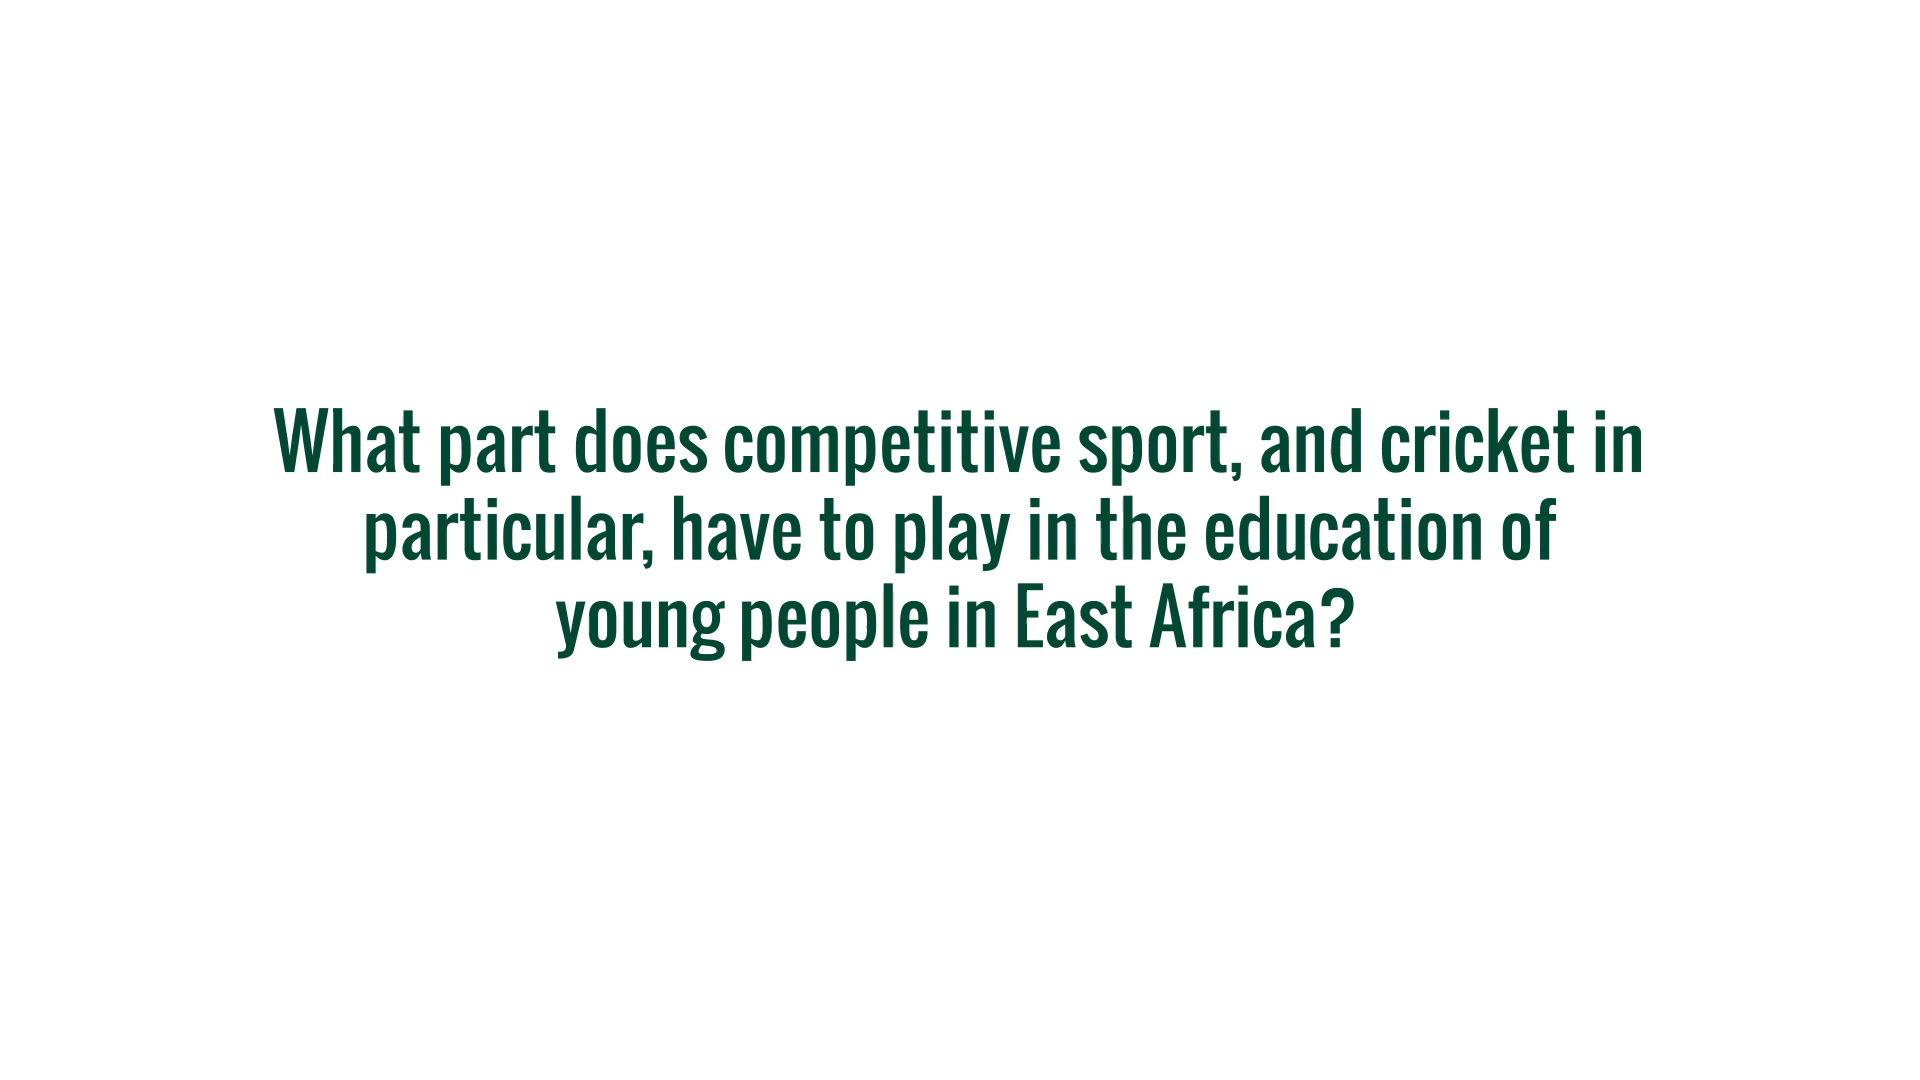 What part does competitive sport, and cricket in
particular, have to play in the education of
young people in East Africa?